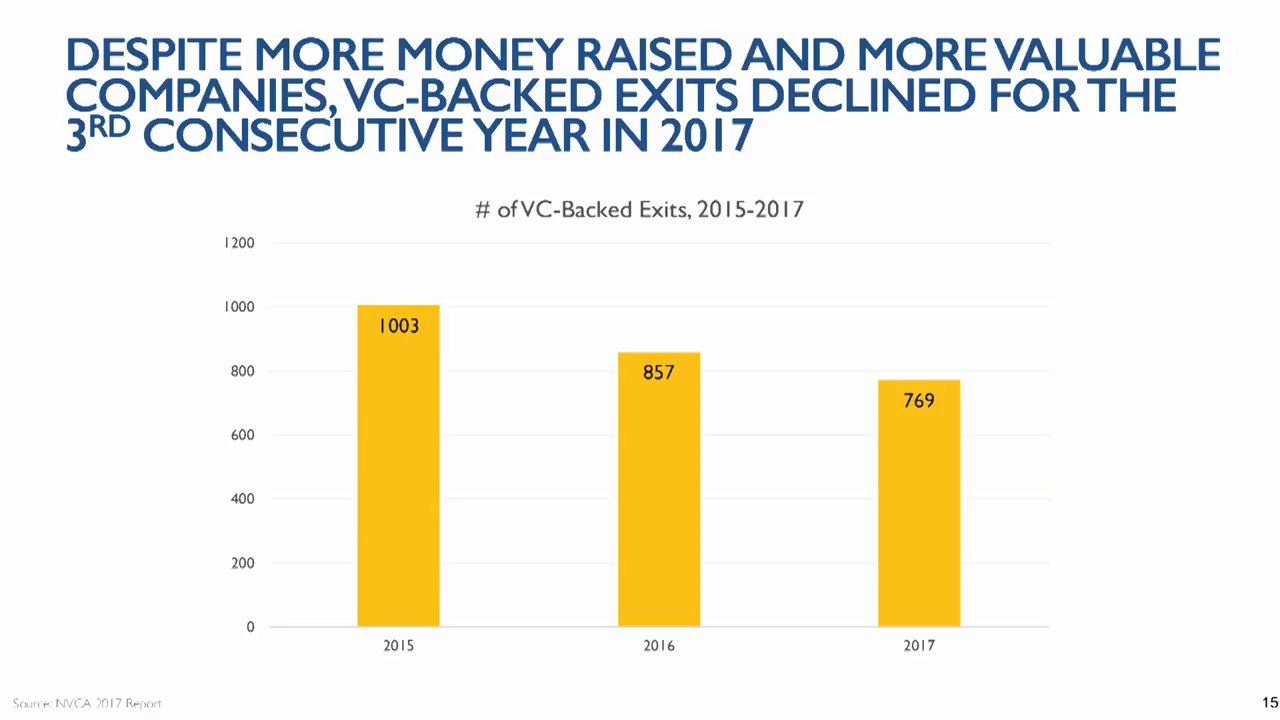 DESPITE MORE MONEY RAISED AND MORE VALUABLE
COMPANIES, VC-BACKED EXITS DECLINED FOR THE
3RD CONSECUTIVE YEAR IN 2017
# of VC-Backed Exits, 2015-2017
1200
1000
800
600
400
200
0
1003
857
769
2015
2016
2017
Source: NVCA 2017 Report
15